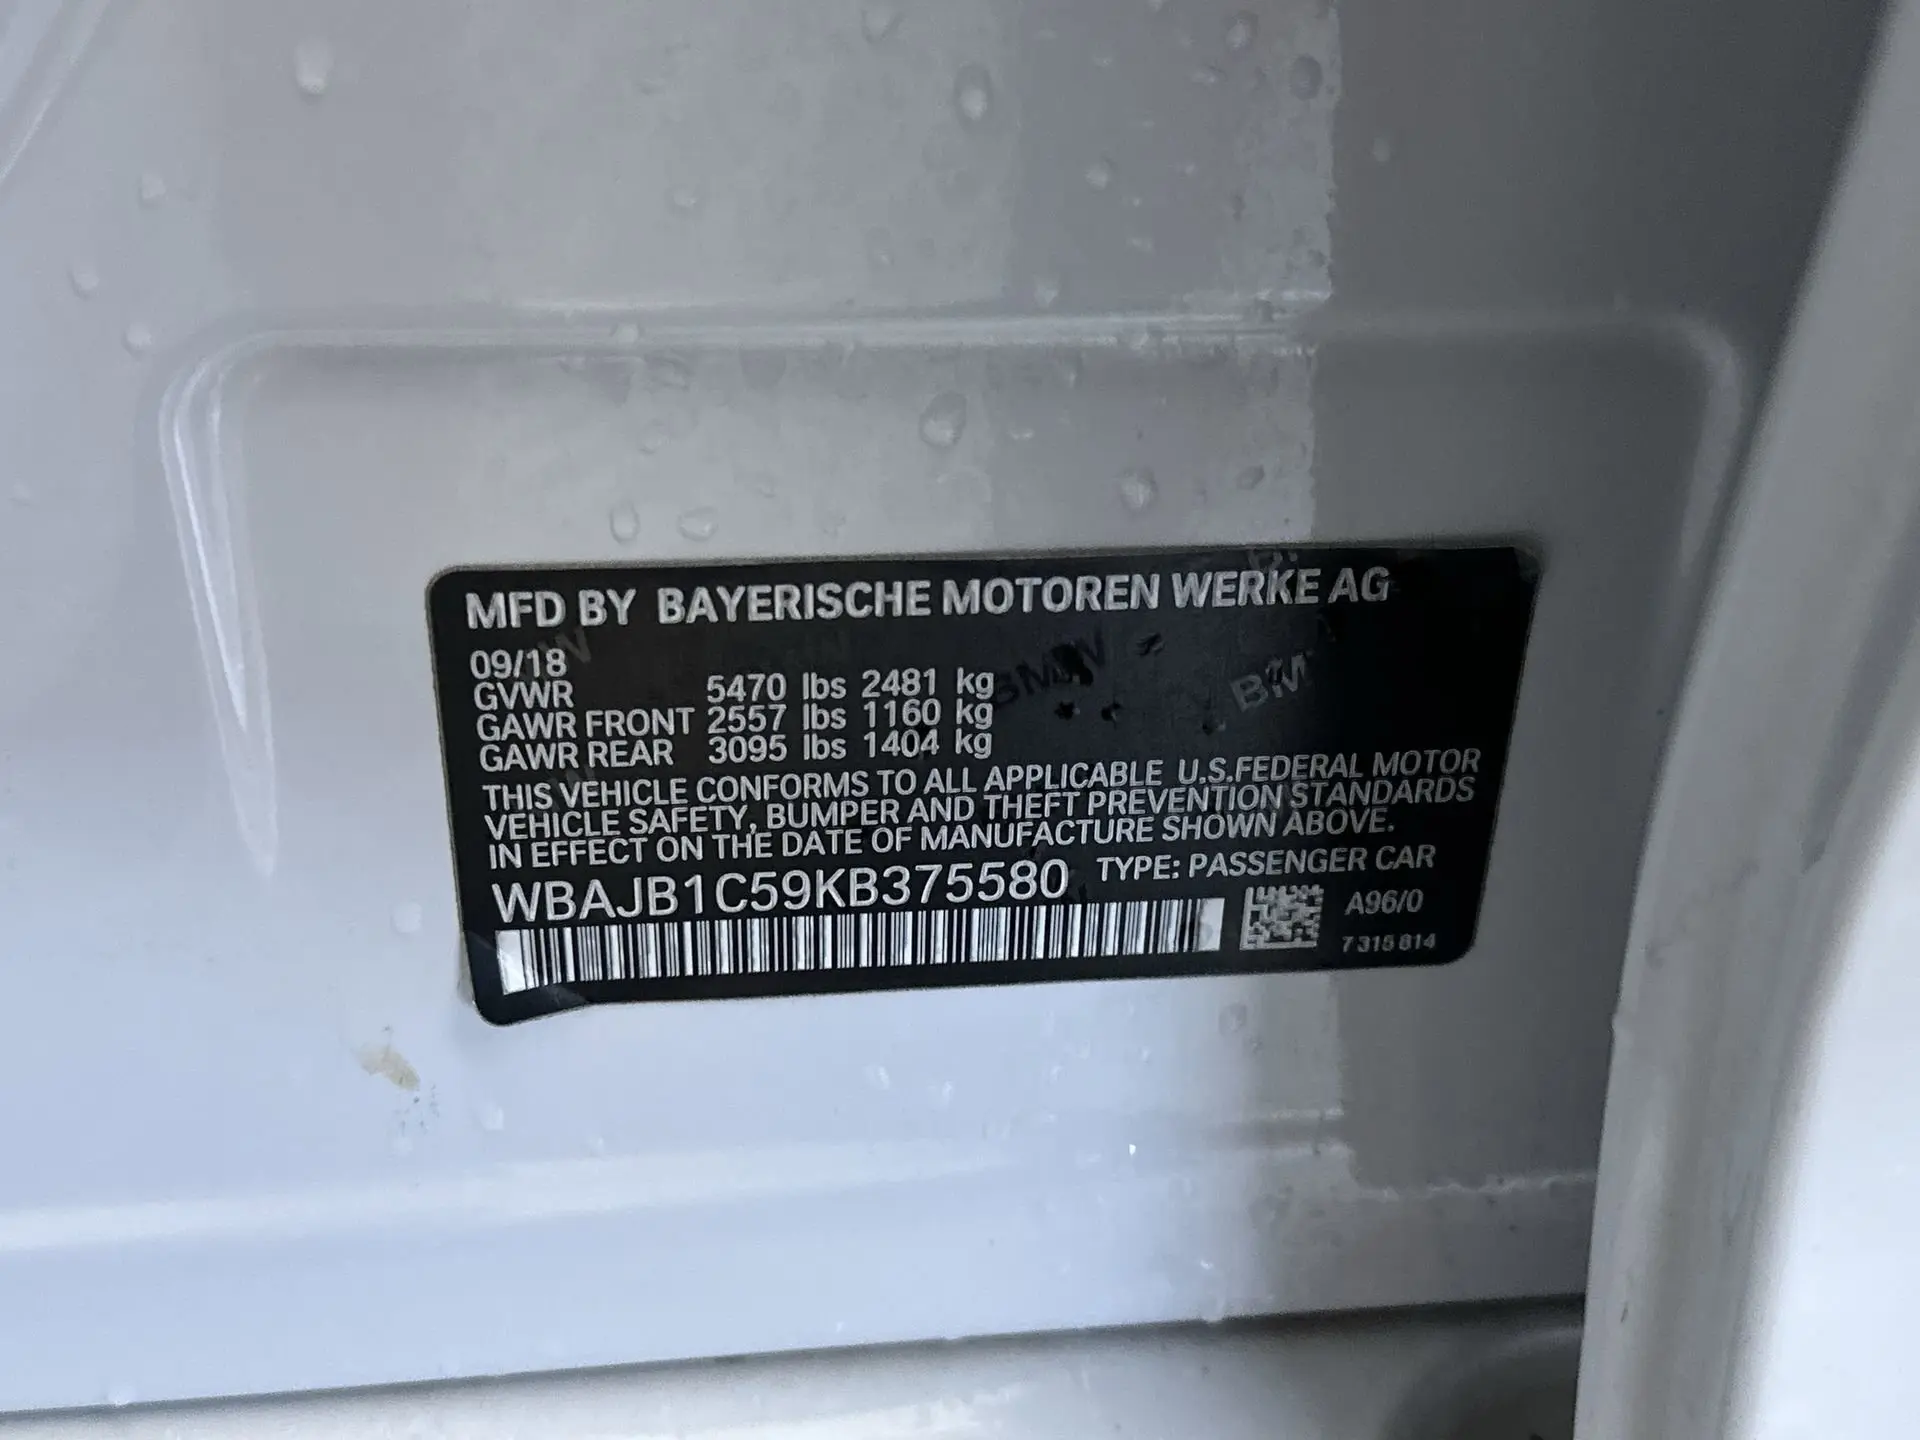 MFD BY BAYERISCHE MOTOREN WERKE AG
09/18
GVWR 5470 lbs 2481 kg
GAWR FRONT 2557 lbs 1160 kg
GAWR REAR 3095 lbs 1404 kg
THIS VEHICLE CONFORMS TO ALL APPLICABLE U.S.FEDERAL MOTOR
VEHICLE SAFETY, BUMPER AND THEFT PREVENTION STANDARDS
IN EFFECT ON THE DATE OF MANUFACTURE SHOWN ABOVE.
WBAJB1C59KB375580 TYPE: PASSENGER CAR
A96/0
7 315 814